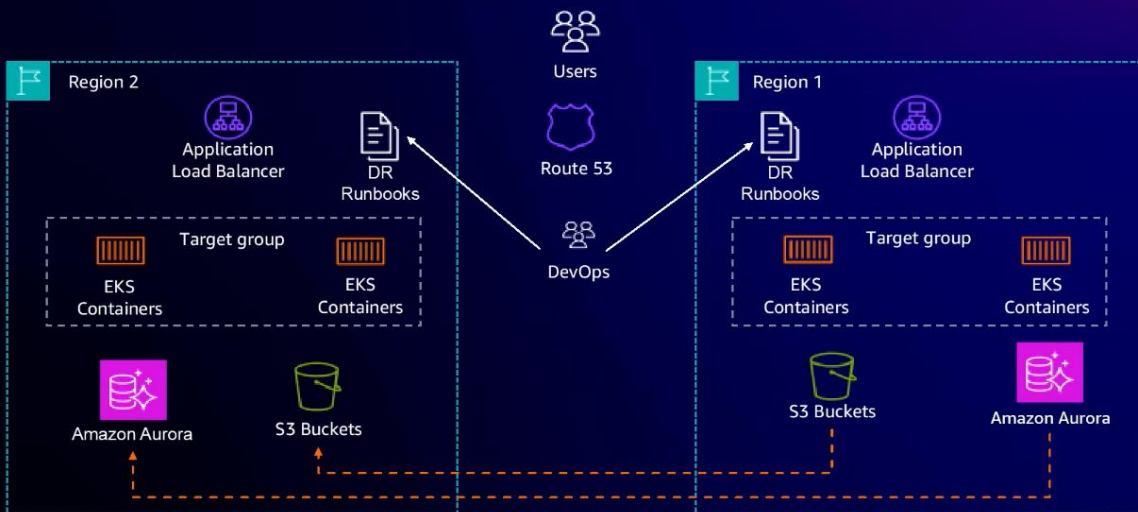 Users
Region 2
Region 1
Application
Load Balancer
DR
Runbooks
Route 53
DR
Runbooks
Application
Load Balancer
Target group
EKS
Containers
EKS
Containers
DevOps
Target group
EKS
Containers
EKS
Containers
Amazon Aurora
S3 Buckets
S3 Buckets
Amazon Aurora